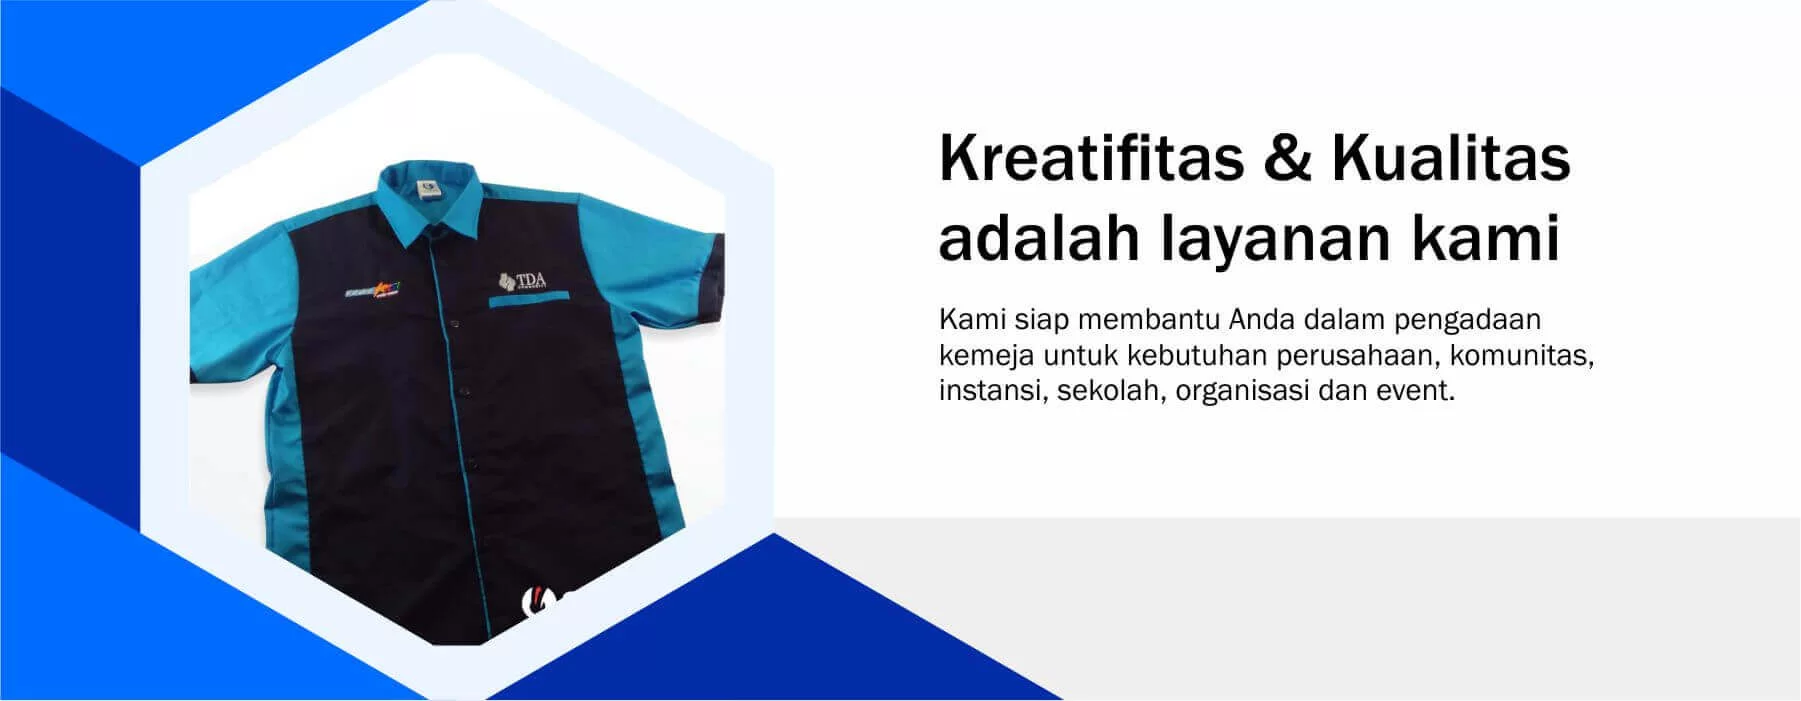 Kreatifitas & Kualitas
adalah layanan kami
Kami siap membantu Anda dalam pengadaan
kemeja untuk kebutuhan perusahaan, komunitas,
instansi, sekolah, organisasi dan event.
TDA